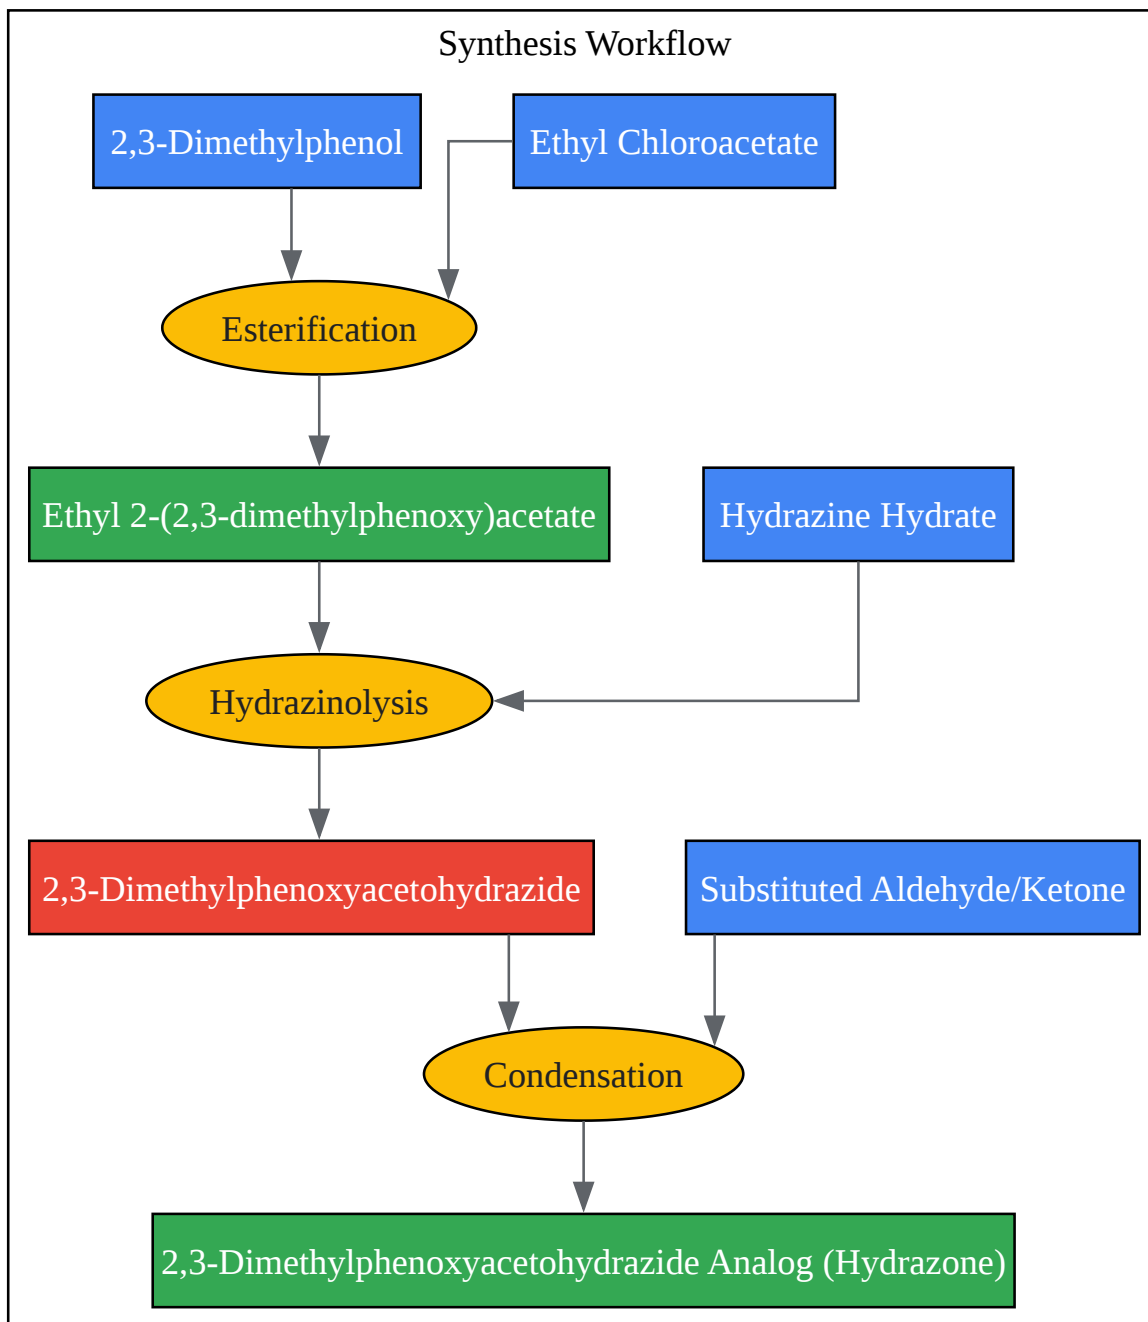 Synthesis Workflow
2,3-Dimethylphenol
Ethyl Chloroacetate
Esterification
Ethyl 2-(2,3-dimethylphenoxy)acetate
Hydrazine Hydrate
Hydrazinolysis
2,3-Dimethylphenoxyacetohydrazide
Substituted Aldehyde/Ketone
Condensation
2,3-Dimethylphenoxyacetohydrazide Analog (Hydrazone)